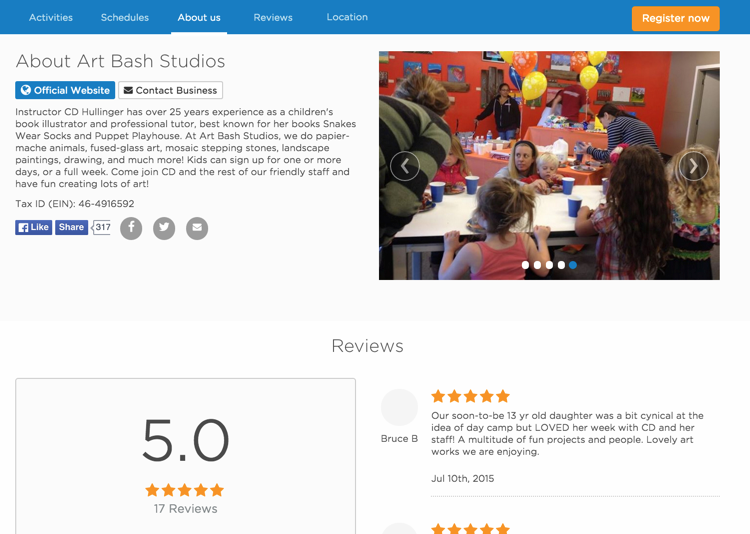 Activities
Schedules
About us
Reviews
Location
Register now
About Art Bash Studios
Official Website
Contact Business
Instructor CD Hullinger has over 25 years experience as a children's
book illustrator and professional tutor, best known for her books Snakes
Wear Socks and Puppet Playhouse. At Art Bash Studios, we do papier-
mache animals, fused-glass art, mosaic stepping stones, landscape
paintings, drawing, and much more! Kids can sign up for one or more
days, or a full week. Come join CD and the rest of our friendly staff and
have fun creating lots of art!
Tax ID (EIN): 46-4916592
Like
Share
317
Reviews
5.0
17 Reviews
Bruce B
Our soon-to-be 13 yr old daughter was a bit cynical at the
idea of day camp but LOVED her week with CD and her
staff! A multitude of fun projects and people. Lovely art
works we are enjoying.
Jul 10th, 2015